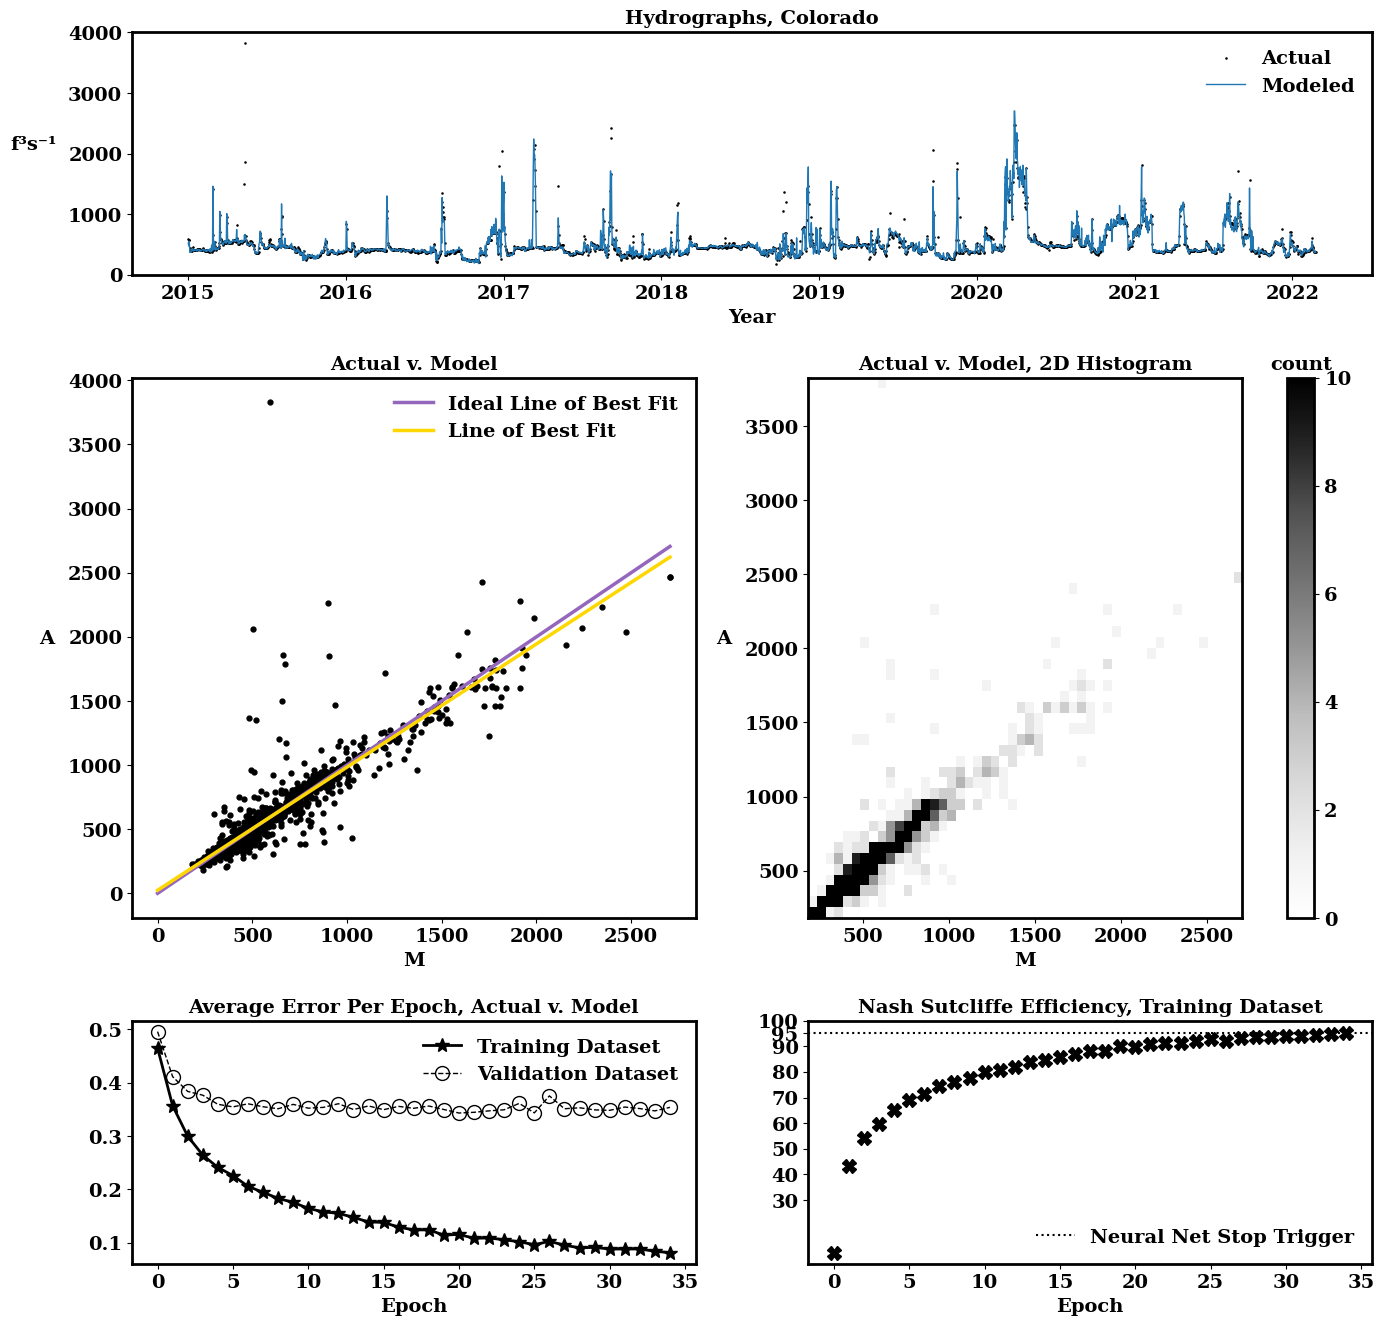 Hydrographs, Colorado
4000
3000
f³s⁻¹
2000
1000
0
Actual
Modeled
2015 2016 2017 2018 2019 2020 2021 2022
Year
Actual v. Model
4000
3500
3000
2500
A
2000
1500
1000
500
0
Ideal Line of Best Fit
Line of Best Fit
0 500 1000 1500 2000 2500
M
Actual v. Model, 2D Histogram
3500
3000
2500
A
2000
1500
1000
500
500 1000 1500 2000 2500
M
count
10
8
6
4
2
0
Average Error Per Epoch, Actual v. Model
0.5
0.4
0.3
0.2
0.1
Training Dataset
Validation Dataset
0 5 10 15 20 25 30 35
Epoch
Nash Sutcliffe Efficiency, Training Dataset
100
95
90
80
70
60
50
40
30
Neural Net Stop Trigger
0 5 10 15 20 25 30 35
Epoch